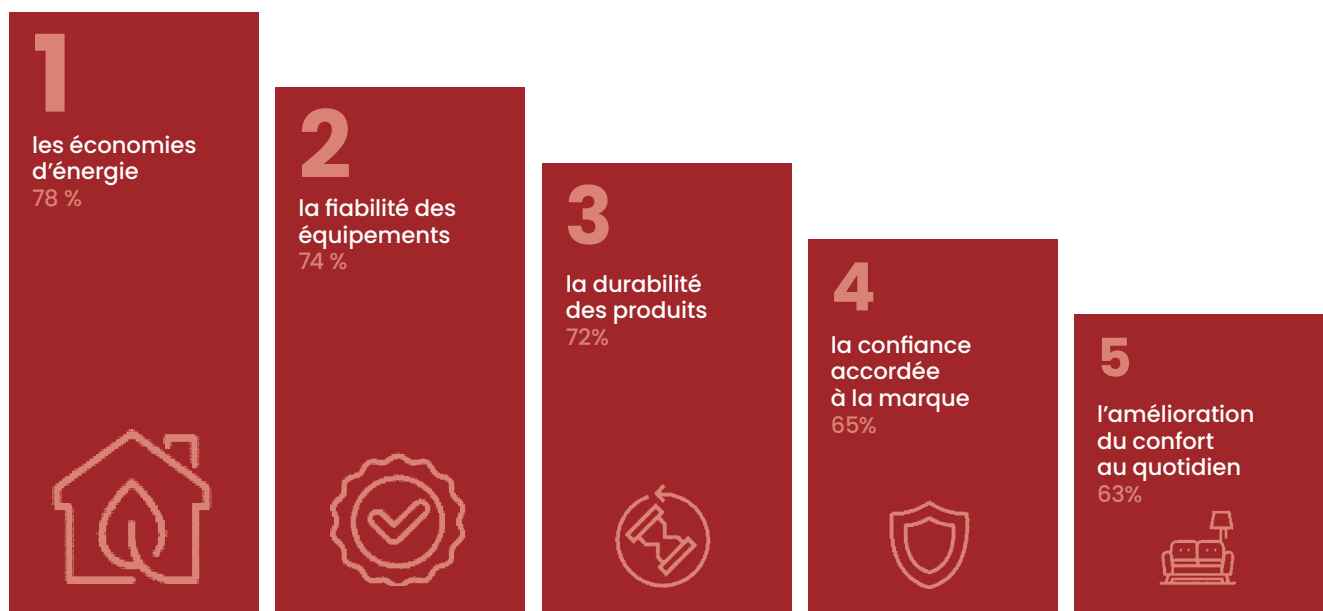 1
les économies
d’énergie
78 %
2
la fiabilité des
équipements
74 %
3
la durabilité
des produits
72%
4
la confiance
accordée
à la marque
65%
5
l’amélioration
du confort
au quotidien
63%